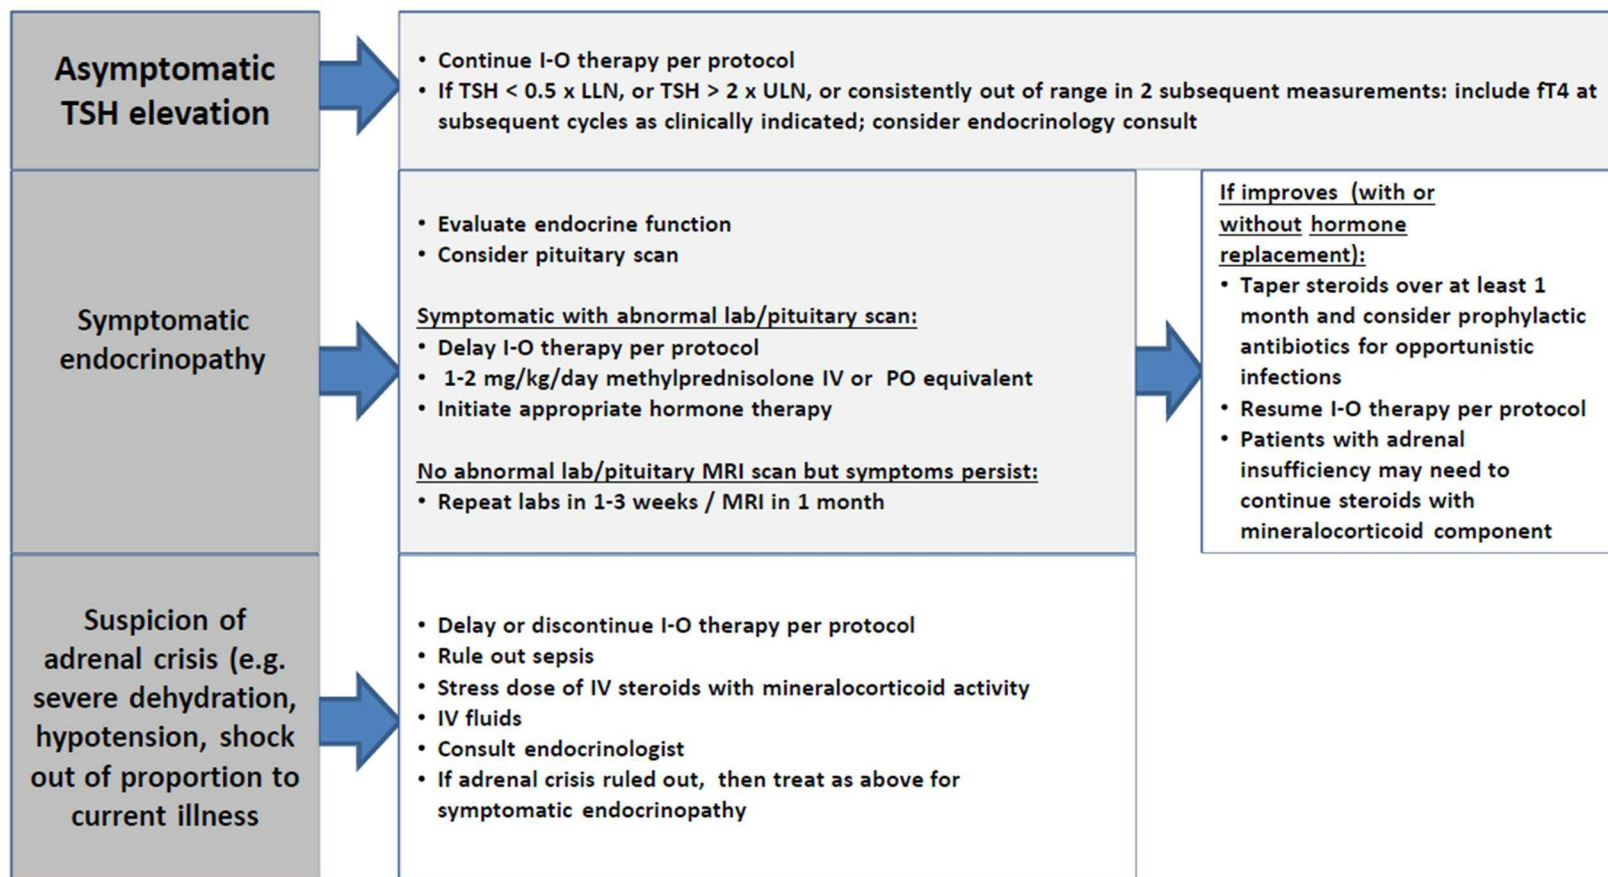 Asymptomatic
TSH elevation
• Continue I-O therapy per protocol
• If TSH < 0.5 x LLN, or TSH > 2 x ULN, or consistently out of range in 2 subsequent measurements: include fT4 at
subsequent cycles as clinically indicated; consider endocrinology consult
Symptomatic
endocrinopathy
• Evaluate endocrine function
• Consider pituitary scan
Symptomatic with abnormal lab/pituitary scan:
• Delay I-O therapy per protocol
• 1-2 mg/kg/day methylprednisolone IV or PO equivalent
• Initiate appropriate hormone therapy
No abnormal lab/pituitary MRI scan but symptoms persist:
• Repeat labs in 1-3 weeks / MRI in 1 month
If improves (with or
without hormone
replacement):
• Taper steroids over at least 1
month and consider prophylactic
antibiotics for opportunistic
infections
• Resume I-O therapy per protocol
• Patients with adrenal
insufficiency may need to
continue steroids with
mineralocorticoid component
Suspicion of
adrenal crisis (e.g.
severe dehydration,
hypotension, shock
out of proportion to
current illness
• Delay or discontinue I-O therapy per protocol
• Rule out sepsis
• Stress dose of IV steroids with mineralocorticoid activity
• IV fluids
• Consult endocrinologist
• If adrenal crisis ruled out, then treat as above for
symptomatic endocrinopathy